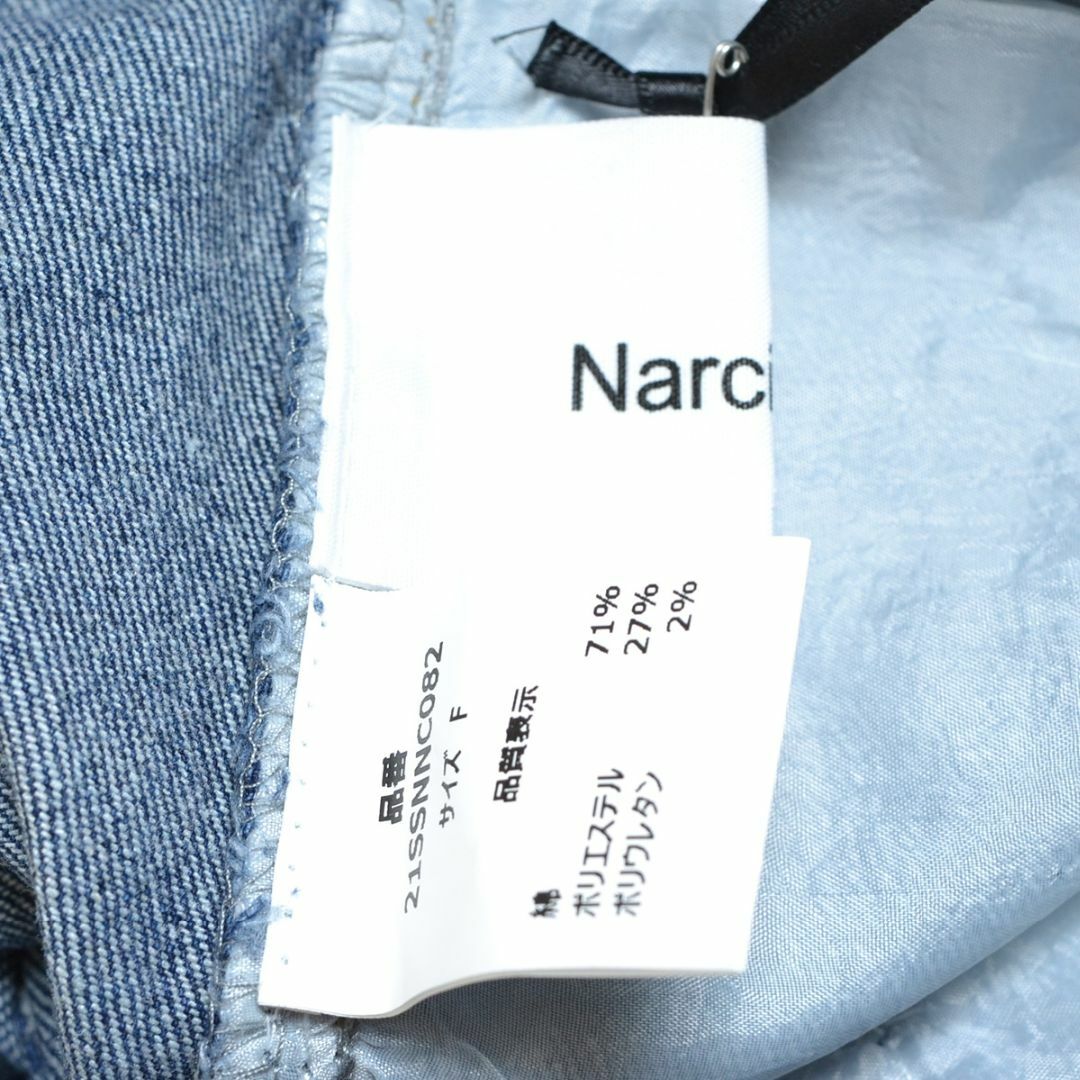 Narci
品番
21SSNNC082
サイズ F
品質表示
綿 71%
ポリエステル 27%
ポリウレタン 2%